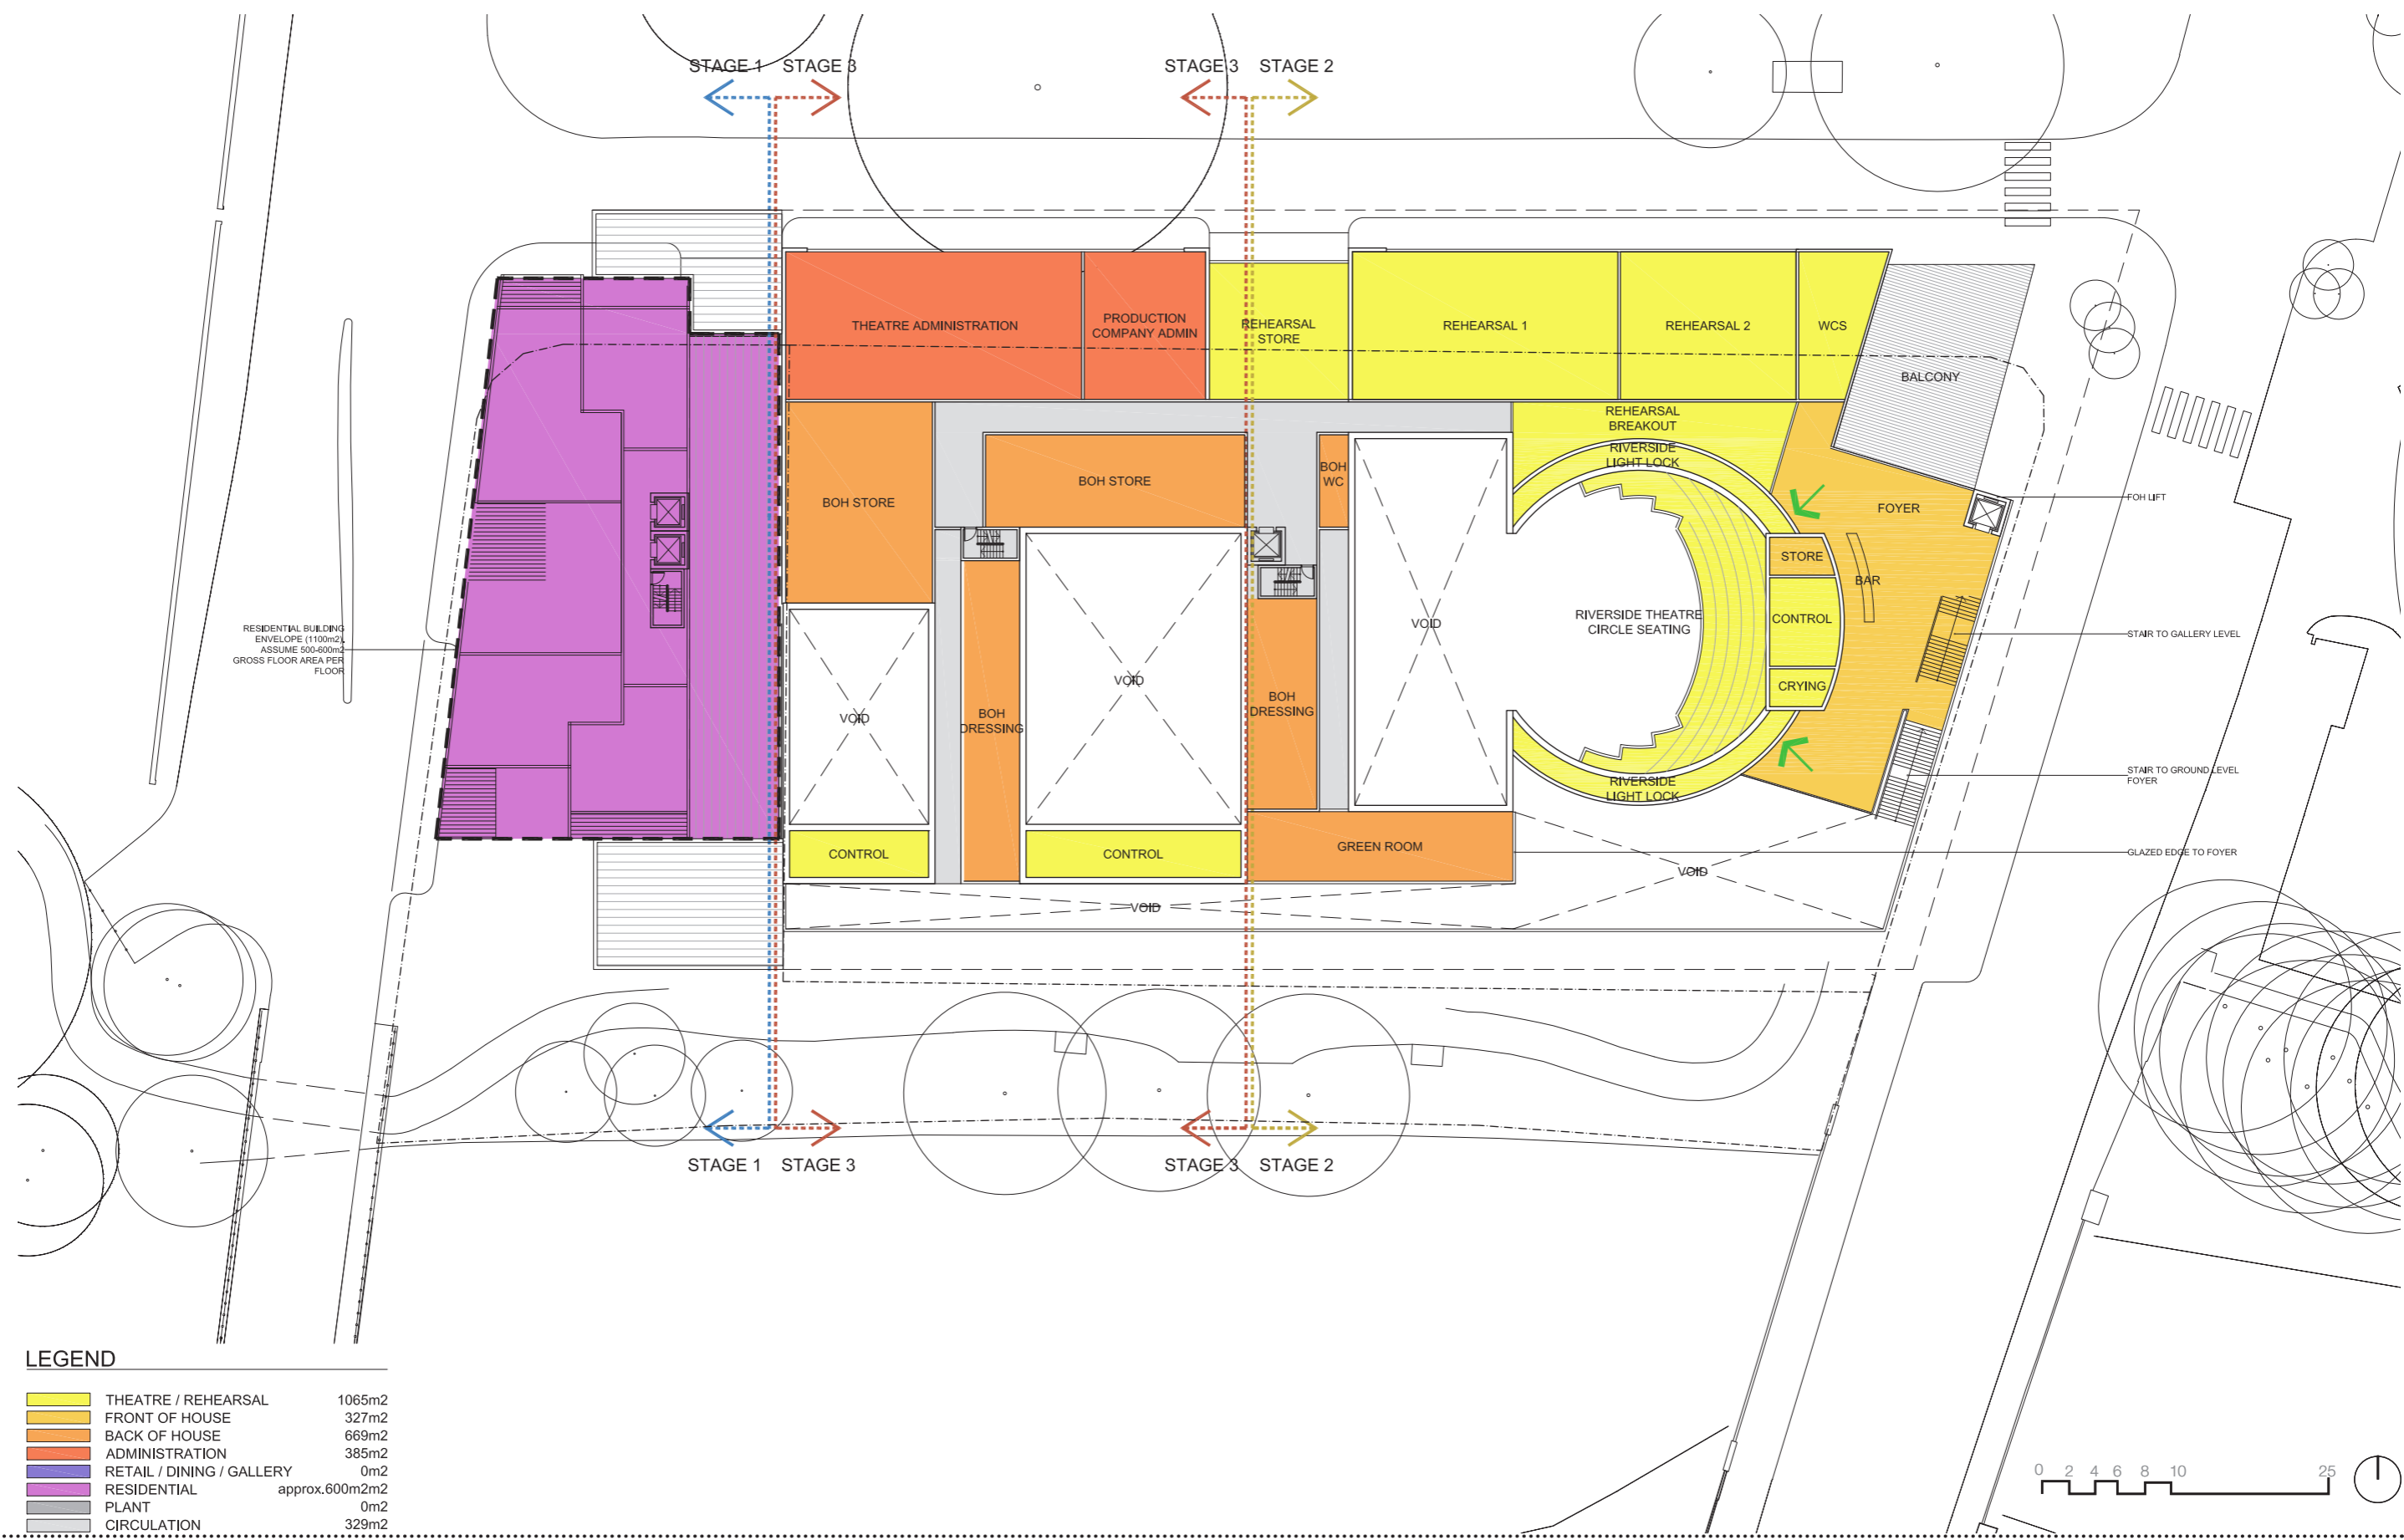 STAGE 1 STAGE 3
STAGE 3 STAGE 2
THEATRE ADMINISTRATION
PRODUCTION
COMPANY ADMIN
REHEARSAL
STORE
REHEARSAL 1
REHEARSAL 2
WCS
BALCONY
REHEARSAL
BREAKOUT
RIVERSIDE
LIGHT LOCK
BOH STORE
BOH STORE
BOH
WC
FOYER
FOH LIFT
STORE
BAR
CONTROL
CRYING
RIVERSIDE THEATRE
CIRCLE SEATING
VOID
VOID
VOID
RESIDENTIAL BUILDING
ENVELOPE (1100m2),
ASSUME 500-600m2
GROSS FLOOR AREA PER
FLOOR
STAIR TO GALLERY LEVEL
BOH
DRESSING
BOH
DRESSING
STAIR TO GROUND LEVEL
FOYER
RIVERSIDE
LIGHT LOCK
CONTROL
CONTROL
GREEN ROOM
GLAZED EDGE TO FOYER
VOID
VOID
STAGE 1 STAGE 3
STAGE 3 STAGE 2
LEGEND
THEATRE / REHEARSAL 1065m2
FRONT OF HOUSE 327m2
BACK OF HOUSE 669m2
ADMINISTRATION 385m2
RETAIL / DINING / GALLERY 0m2
RESIDENTIAL approx.600m2m2
PLANT 0m2
CIRCULATION 329m2
0 2 4 6 8 10 25